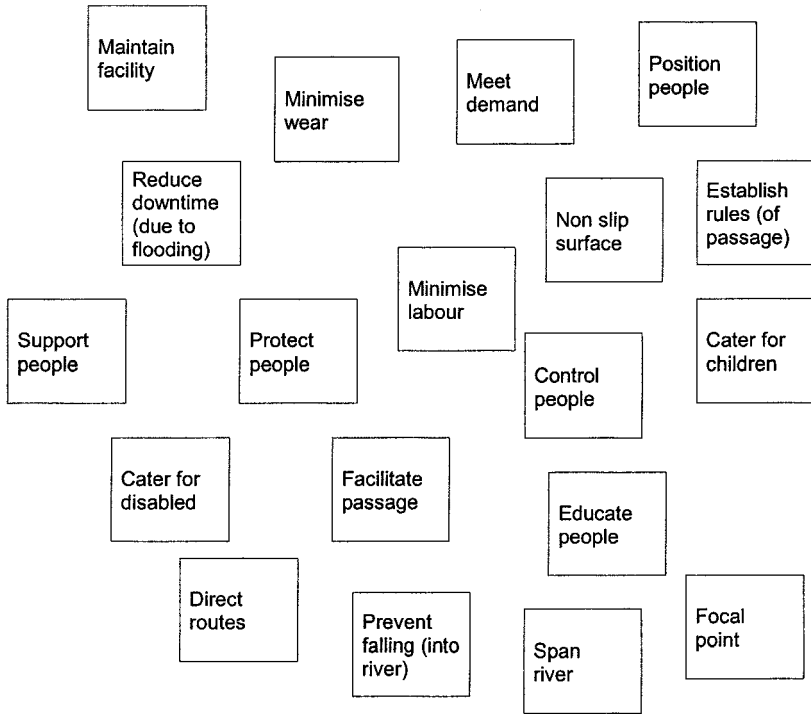 Maintain
facility
Minimise
wear
Meet
demand
Position
people
Reduce
downtime
(due to
flooding)
Non slip
surface
Establish
rules (of
passage)
Minimise
labour
Support
people
Protect
people
Control
people
Cater for
children
Cater for
disabled
Facilitate
passage
Educate
people
Direct
routes
Prevent
falling (into
river)
Span
river
Focal
point